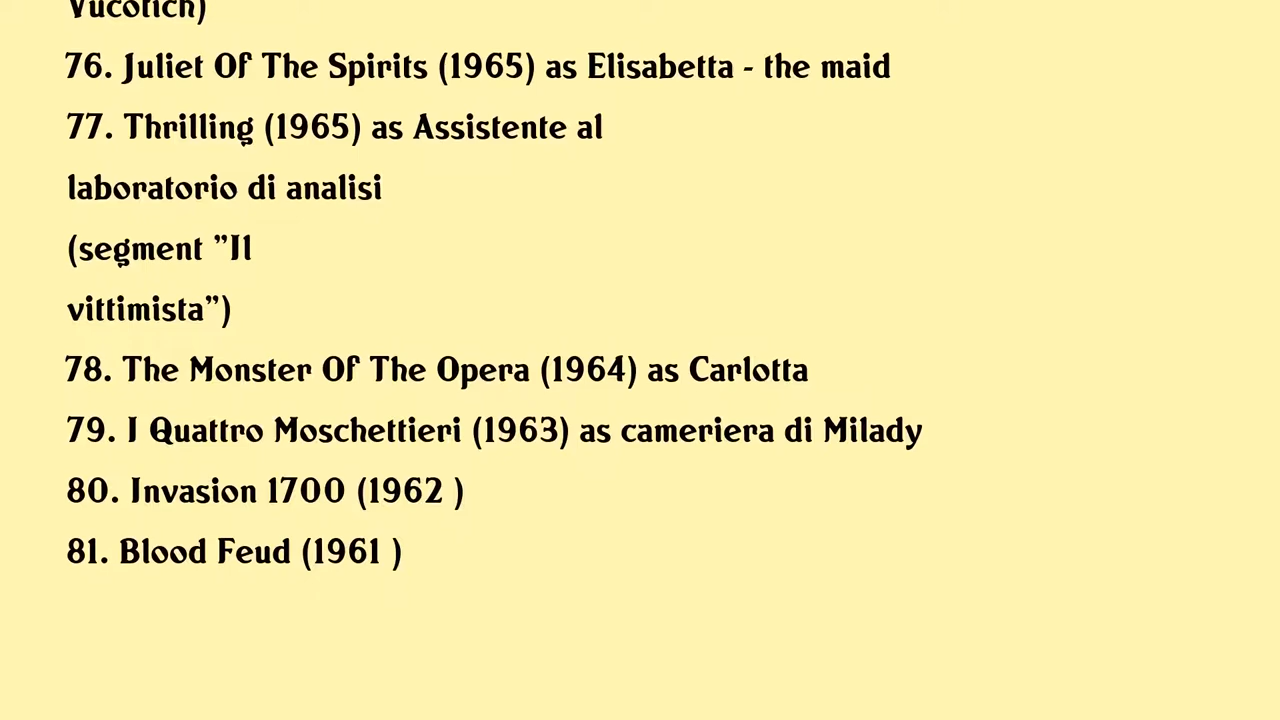 Vucotich)
76. Juliet Of The Spirits (1965) as Elisabetta - the maid
77. Thrilling (1965) as Assistente al
laboratorio di analisi
(segment "Il
vittimista")
78. The Monster Of The Opera (1964) as Carlotta
79. I Quattro Moschettieri (1963) as cameriera di Milady
80. Invasion 1700 (1962 )
81. Blood Feud (1961 )